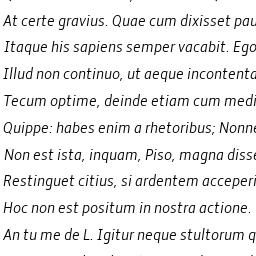 At certe gravius. Quae cum dixisset pau
Itaque his sapiens semper vacabit. Ego
Illud non continuo, ut aeque incontenta
Tecum optime, deinde etiam cum medi
Quippe: habes enim a rhetoribus; Nonne
Non est ista, inquam, Piso, magna disse
Restinguet citius, si ardentem acceperi
Hoc non est positum in nostra actione.
An tu me de L. Igitur neque stultorum q